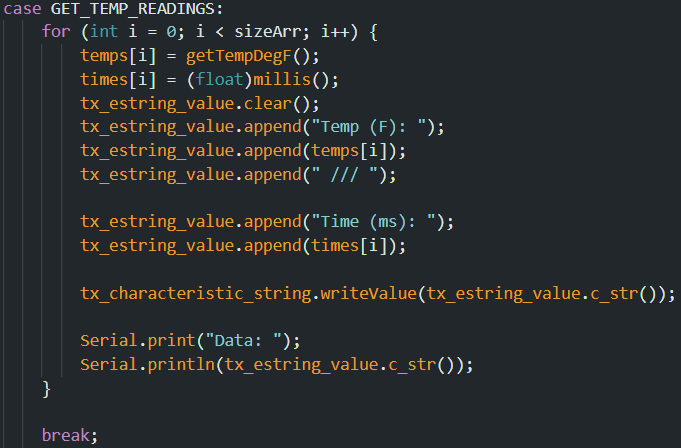 case GET_TEMP_READINGS:
for (int i = 0; i < sizeArr; i++) {
temps[i] = getTempDegF();
times[i] = (float)millis();
tx_estring_value.clear();
tx_estring_value.append("Temp (F): ");
tx_estring_value.append(temps[i]);
tx_estring_value.append(" /// ");
tx_estring_value.append("Time (ms): ");
tx_estring_value.append(times[i]);
tx_characteristic_string.writeValue(tx_estring_value.c_str());
Serial.print("Data: ");
Serial.println(tx_estring_value.c_str());
}
break;